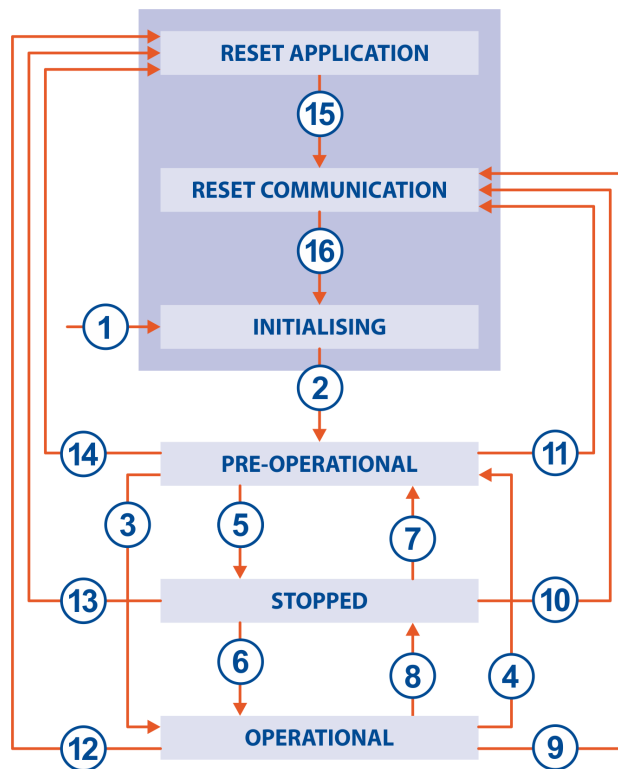 RESET APPLICATION
15
RESET COMMUNICATION
16
1
INITIALISING
2
14
PRE-OPERATIONAL
11
3
5
7
13
STOPPED
10
6
8
4
12
OPERATIONAL
9